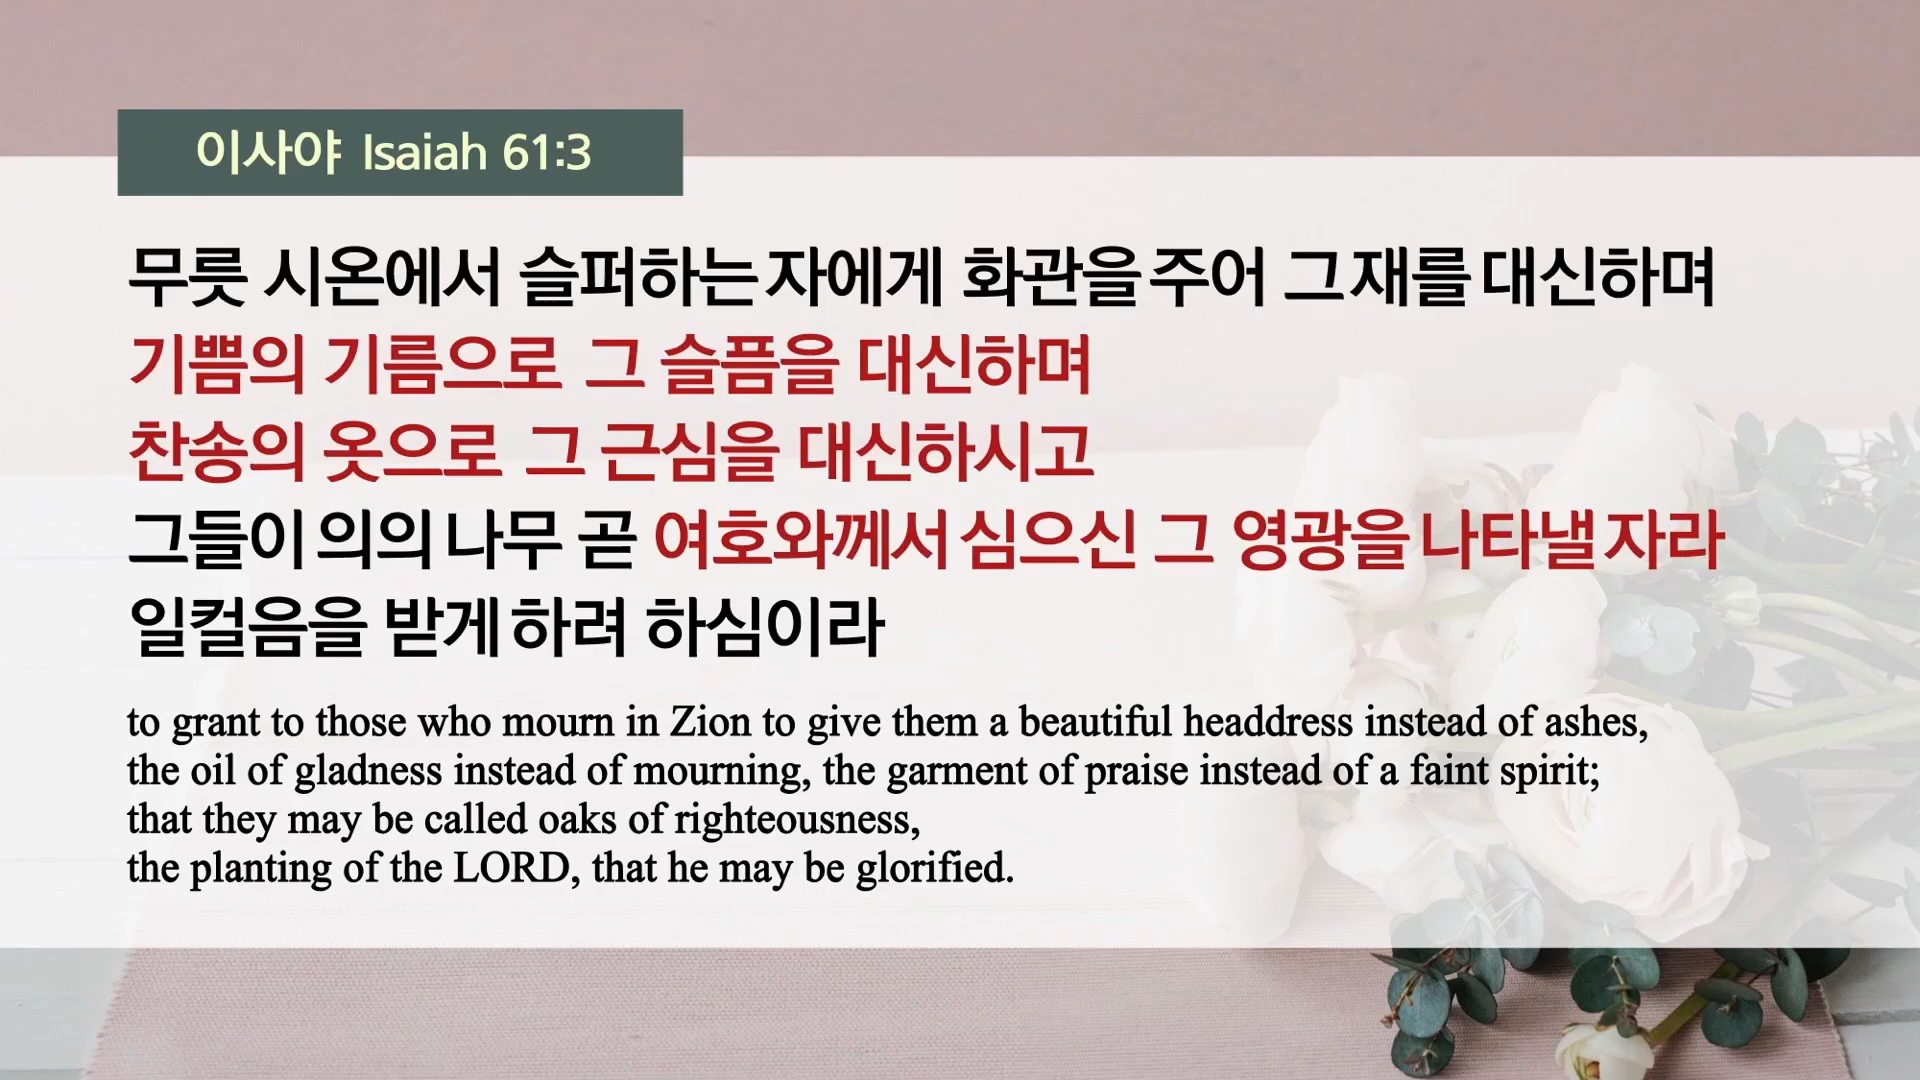 이사야 Isaiah 61:3
무릇 시온에서 슬퍼하는 자에게 화관을 주어 그 재를 대신하며
기쁨의 기름으로 그 슬픔을 대신하며
찬송의 옷으로 그 근심을 대신하시고
그들이 의의 나무 곧 여호와께서 심으신 그 영광을 나타낼 자라
일컬음을 받게 하려 하심이라
to grant to those who mourn in Zion to give them a beautiful headdress instead of ashes,
the oil of gladness instead of mourning, the garment of praise instead of a faint spirit;
that they may be called oaks of righteousness,
the planting of the LORD, that he may be glorified.